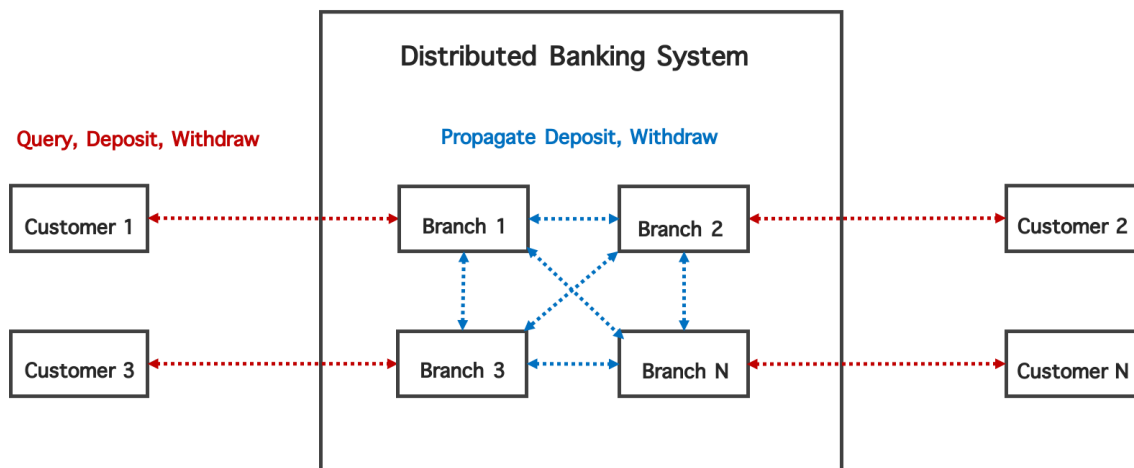 Distributed Banking System
Query, Deposit, Withdraw
Propagate Deposit, Withdraw
Customer 1
Branch 1
Branch 2
Customer 2
Customer 3
Branch 3
Branch N
Customer N